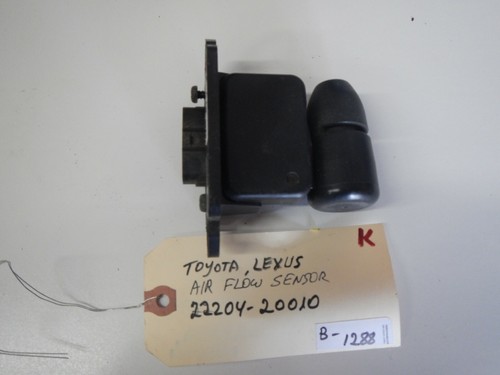 K
TOYOTA, LEXUS
AIR FLOW SENSOR
22204-20010
B-1288